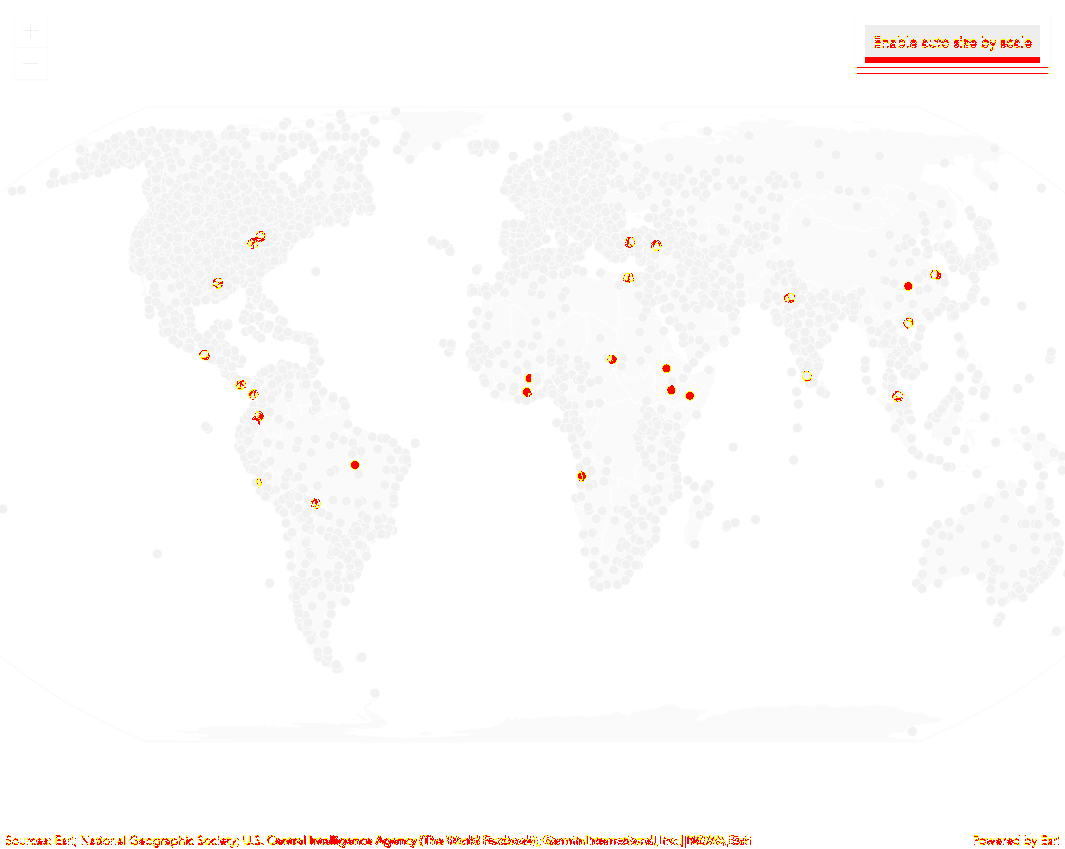 Enable auto size by scale
Sources: Esri; National Geographic Society; U.S. Central Intelligence Agency (The World Factbook); Garmin International, Inc. | NOAA, Esri
Powered by Esri